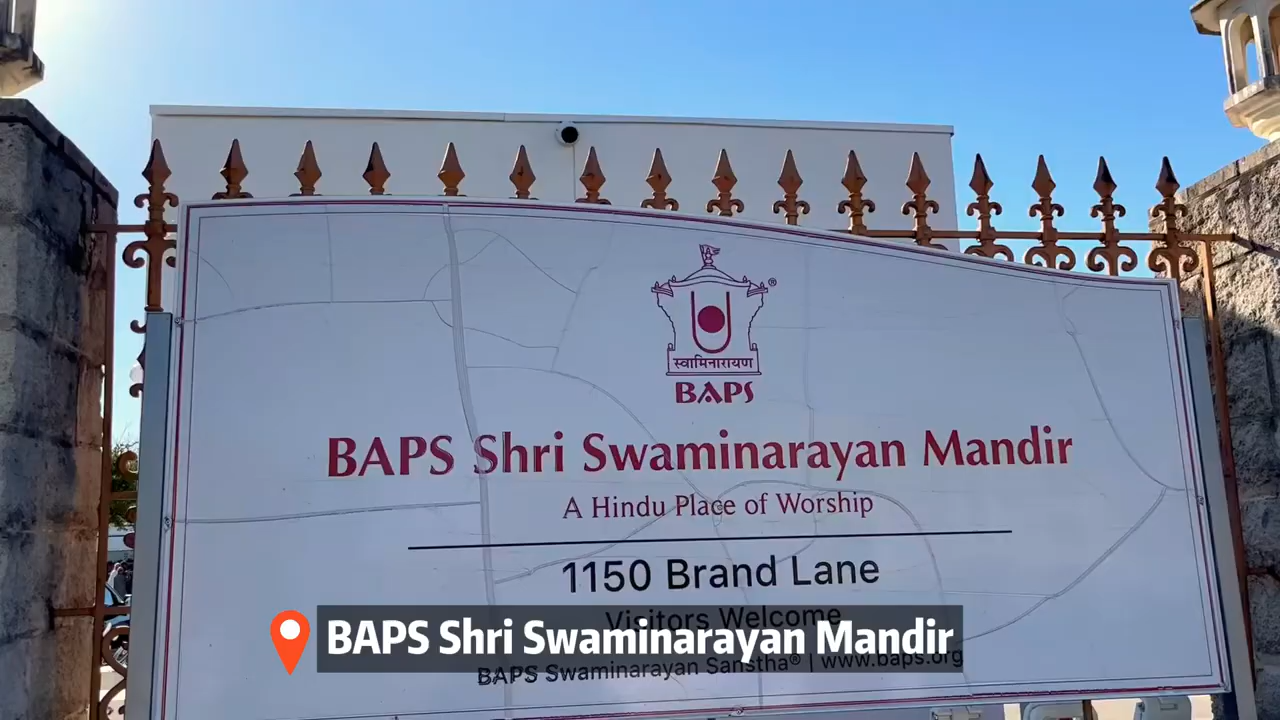 स्वामिनारायण
®
BAPS
BAPS Shri Swaminarayan Mandir
A Hindu Place of Worship
1150 Brand Lane
Visitors Welcome
BAPS Shri Swaminarayan Mandir
BAPS Swaminarayan Sanstha® | www.baps.org